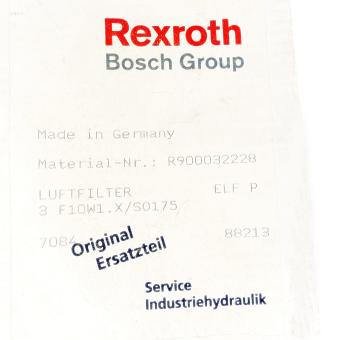 Rexroth
Bosch Group
Made in Germany
Material-Nr.: R900032228
LUFTFILTER ELF P
3 F10W1.X/S0175
7084 88213
Original
Ersatzteil
Service
Industriehydraulik